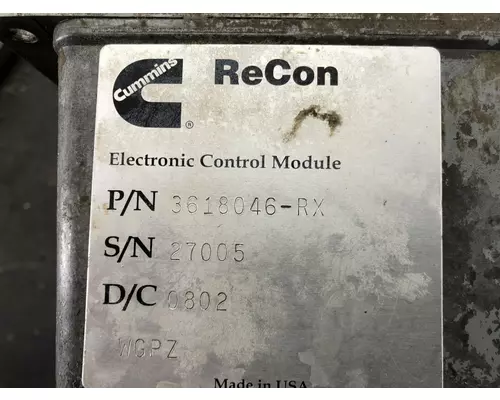 Cummins
ReCon
®
Electronic Control Module
P/N 3618046-RX
S/N 27005
D/C 0802
WGPZ
Made in USA